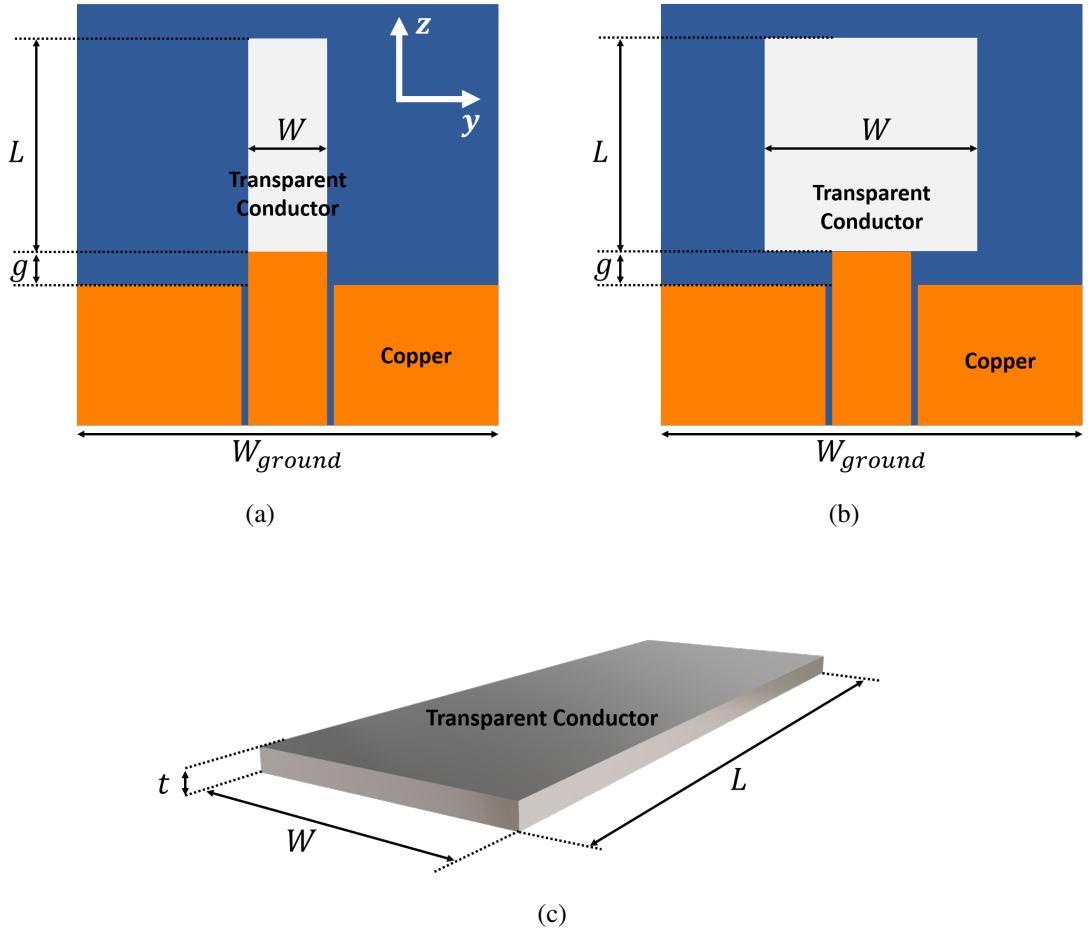 z
y
L
W
Transparent
Conductor
g
Copper
W_ground
(a)
L
W
Transparent
Conductor
g
Copper
W_ground
(b)
Transparent Conductor
t
W
L
(c)